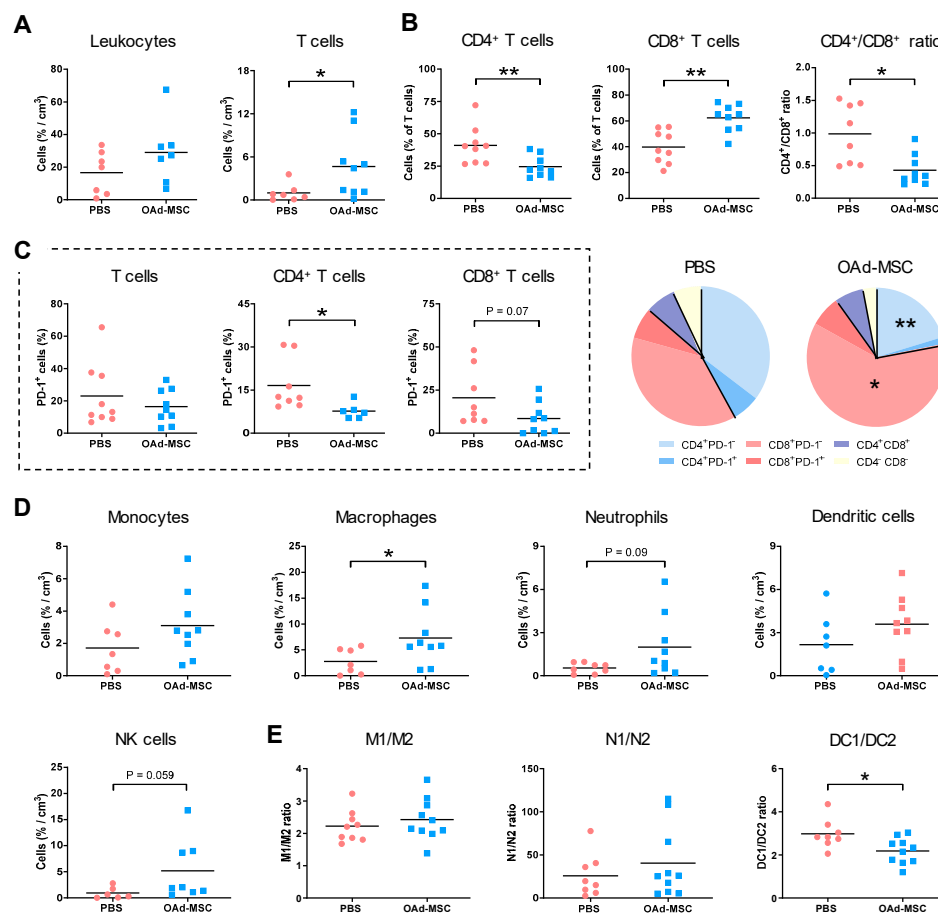 A
B
Leukocytes
T cells
CD4⁺ T cells
CD8⁺ T cells
CD4⁺/CD8⁺ ratio
Cells (% / cm³)
80
60
40
20
0
PBS
OAd-MSC
Cells (% / cm³)
18
12
6
0
*
PBS
OAd-MSC
Cells (% of T cells)
100
75
50
25
0
**
PBS
OAd-MSC
Cells (% of T cells)
100
75
50
25
0
**
PBS
OAd-MSC
CD4⁺/CD8⁺ ratio
1.5
1.0
0.5
0.0
*
PBS
OAd-MSC
C
T cells
CD4⁺ T cells
CD8⁺ T cells
PBS
OAd-MSC
PD-1⁺ cells (%)
80
60
40
20
0
PBS
OAd-MSC
45
30
15
0
*
PBS
OAd-MSC
PD-1⁺ cells (%)
75
50
25
0
P = 0.07
PBS
OAd-MSC
**
*
CD4⁺PD-1⁻
CD8⁺PD-1⁻
CD4⁺CD8⁺
CD4⁺PD-1⁺
CD8⁺PD-1⁺
CD4⁻ CD8⁻
D
Monocytes
Macrophages
Neutrophils
Dendritic cells
Cells (% / cm³)
8
6
4
2
0
PBS
OAd-MSC
Cells (% / cm³)
25
20
15
10
5
0
*
PBS
OAd-MSC
Cells (% / cm³)
9
6
3
0
P = 0.09
PBS
OAd-MSC
Cells (% / cm³)
9
6
3
0
PBS
OAd-MSC
NK cells
E
M1/M2
N1/N2
DC1/DC2
Cells (% / cm³)
25
20
15
10
5
0
P = 0.059
PBS
OAd-MSC
M1/M2 ratio
5
4
3
2
1
0
PBS
OAd-MSC
N1/N2 ratio
150
100
50
0
PBS
OAd-MSC
DC1/DC2 ratio
6
4
2
0
*
PBS
OAd-MSC